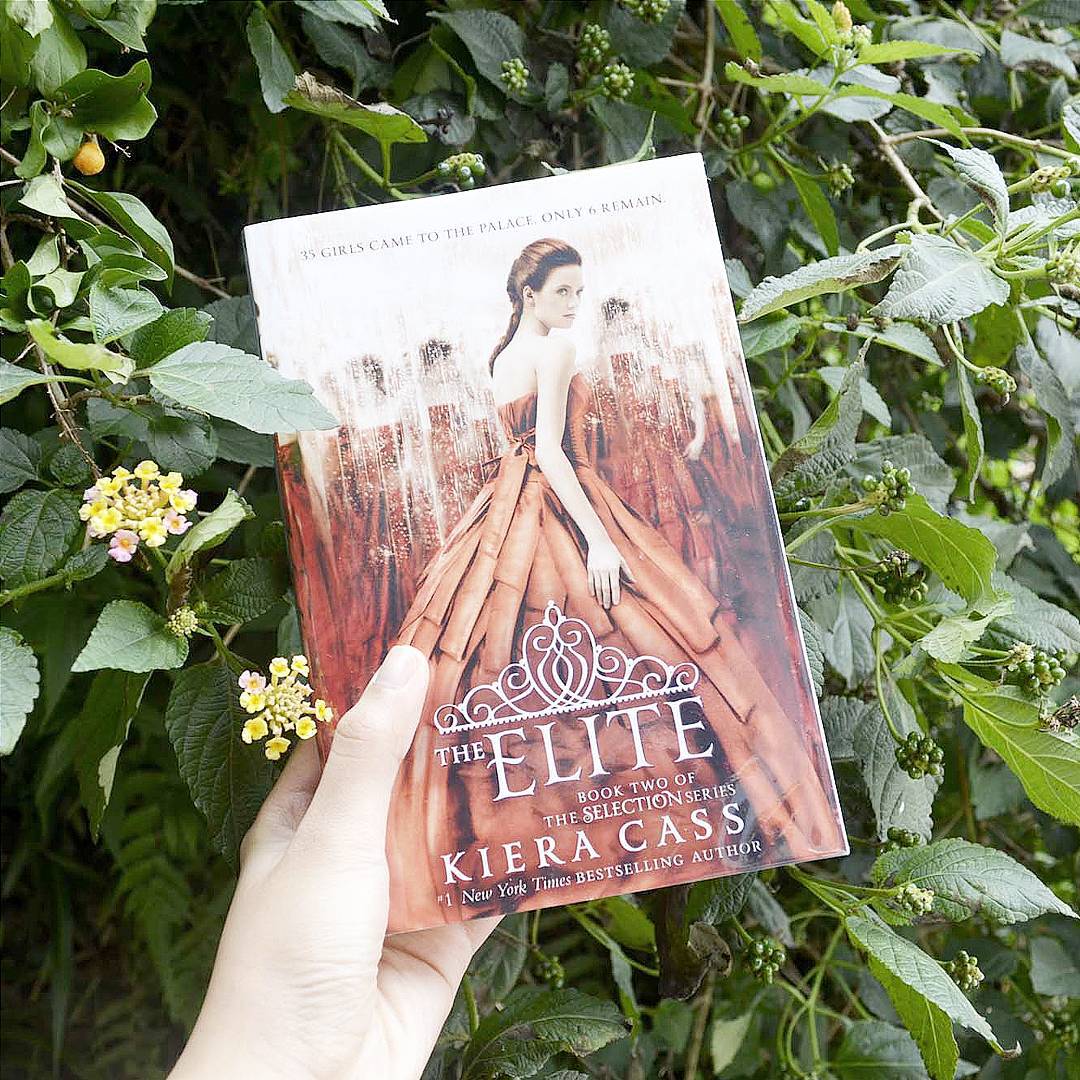 35 GIRLS CAME TO THE PALACE. ONLY 6 REMAIN.
THE ELITE
BOOK TWO OF
THE SELECTION SERIES
KIERA CASS
#1 New York Times BESTSELLING AUTHOR